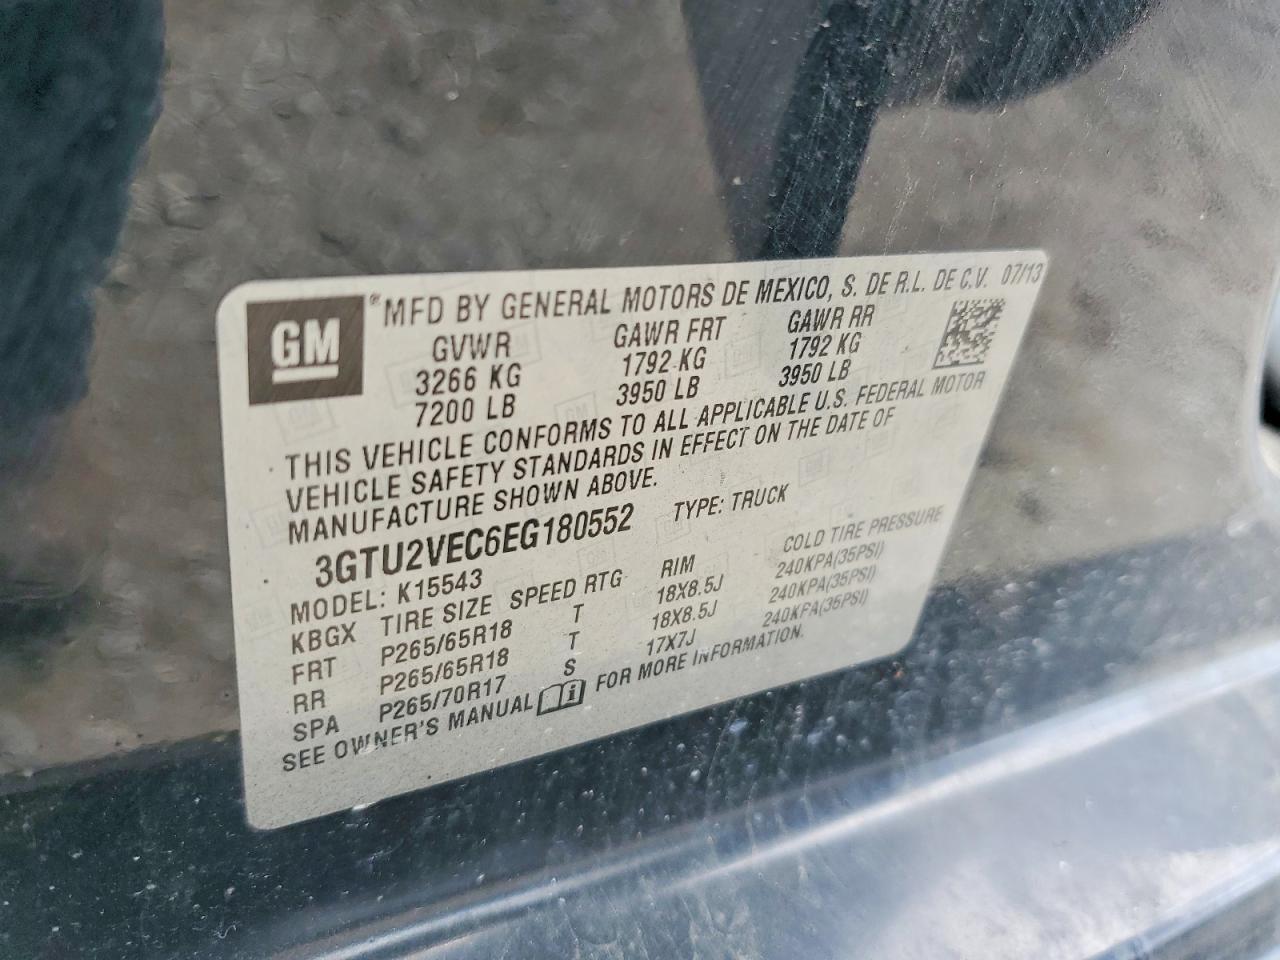 GM ® MFD BY GENERAL MOTORS DE MEXICO, S. DE R.L. DE C.V. 07/13
GVWR GAWR FRT GAWR RR
3266 KG 1792 KG 1792 KG
7200 LB 3950 LB 3950 LB
THIS VEHICLE CONFORMS TO ALL APPLICABLE U.S. FEDERAL MOTOR
VEHICLE SAFETY STANDARDS IN EFFECT ON THE DATE OF
MANUFACTURE SHOWN ABOVE.
3GTU2VEC6EG180552 TYPE: TRUCK
MODEL: K15543
KBGX TIRE SIZE SPEED RTG RIM COLD TIRE PRESSURE
FRT P265/65R18 T 18X8.5J 240KPA(35PSI)
RR P265/65R18 T 18X8.5J 240KPA(35PSI)
SPA P265/70R17 S 17X7J 240KPA(35PSI)
SEE OWNER'S MANUAL FOR MORE INFORMATION.